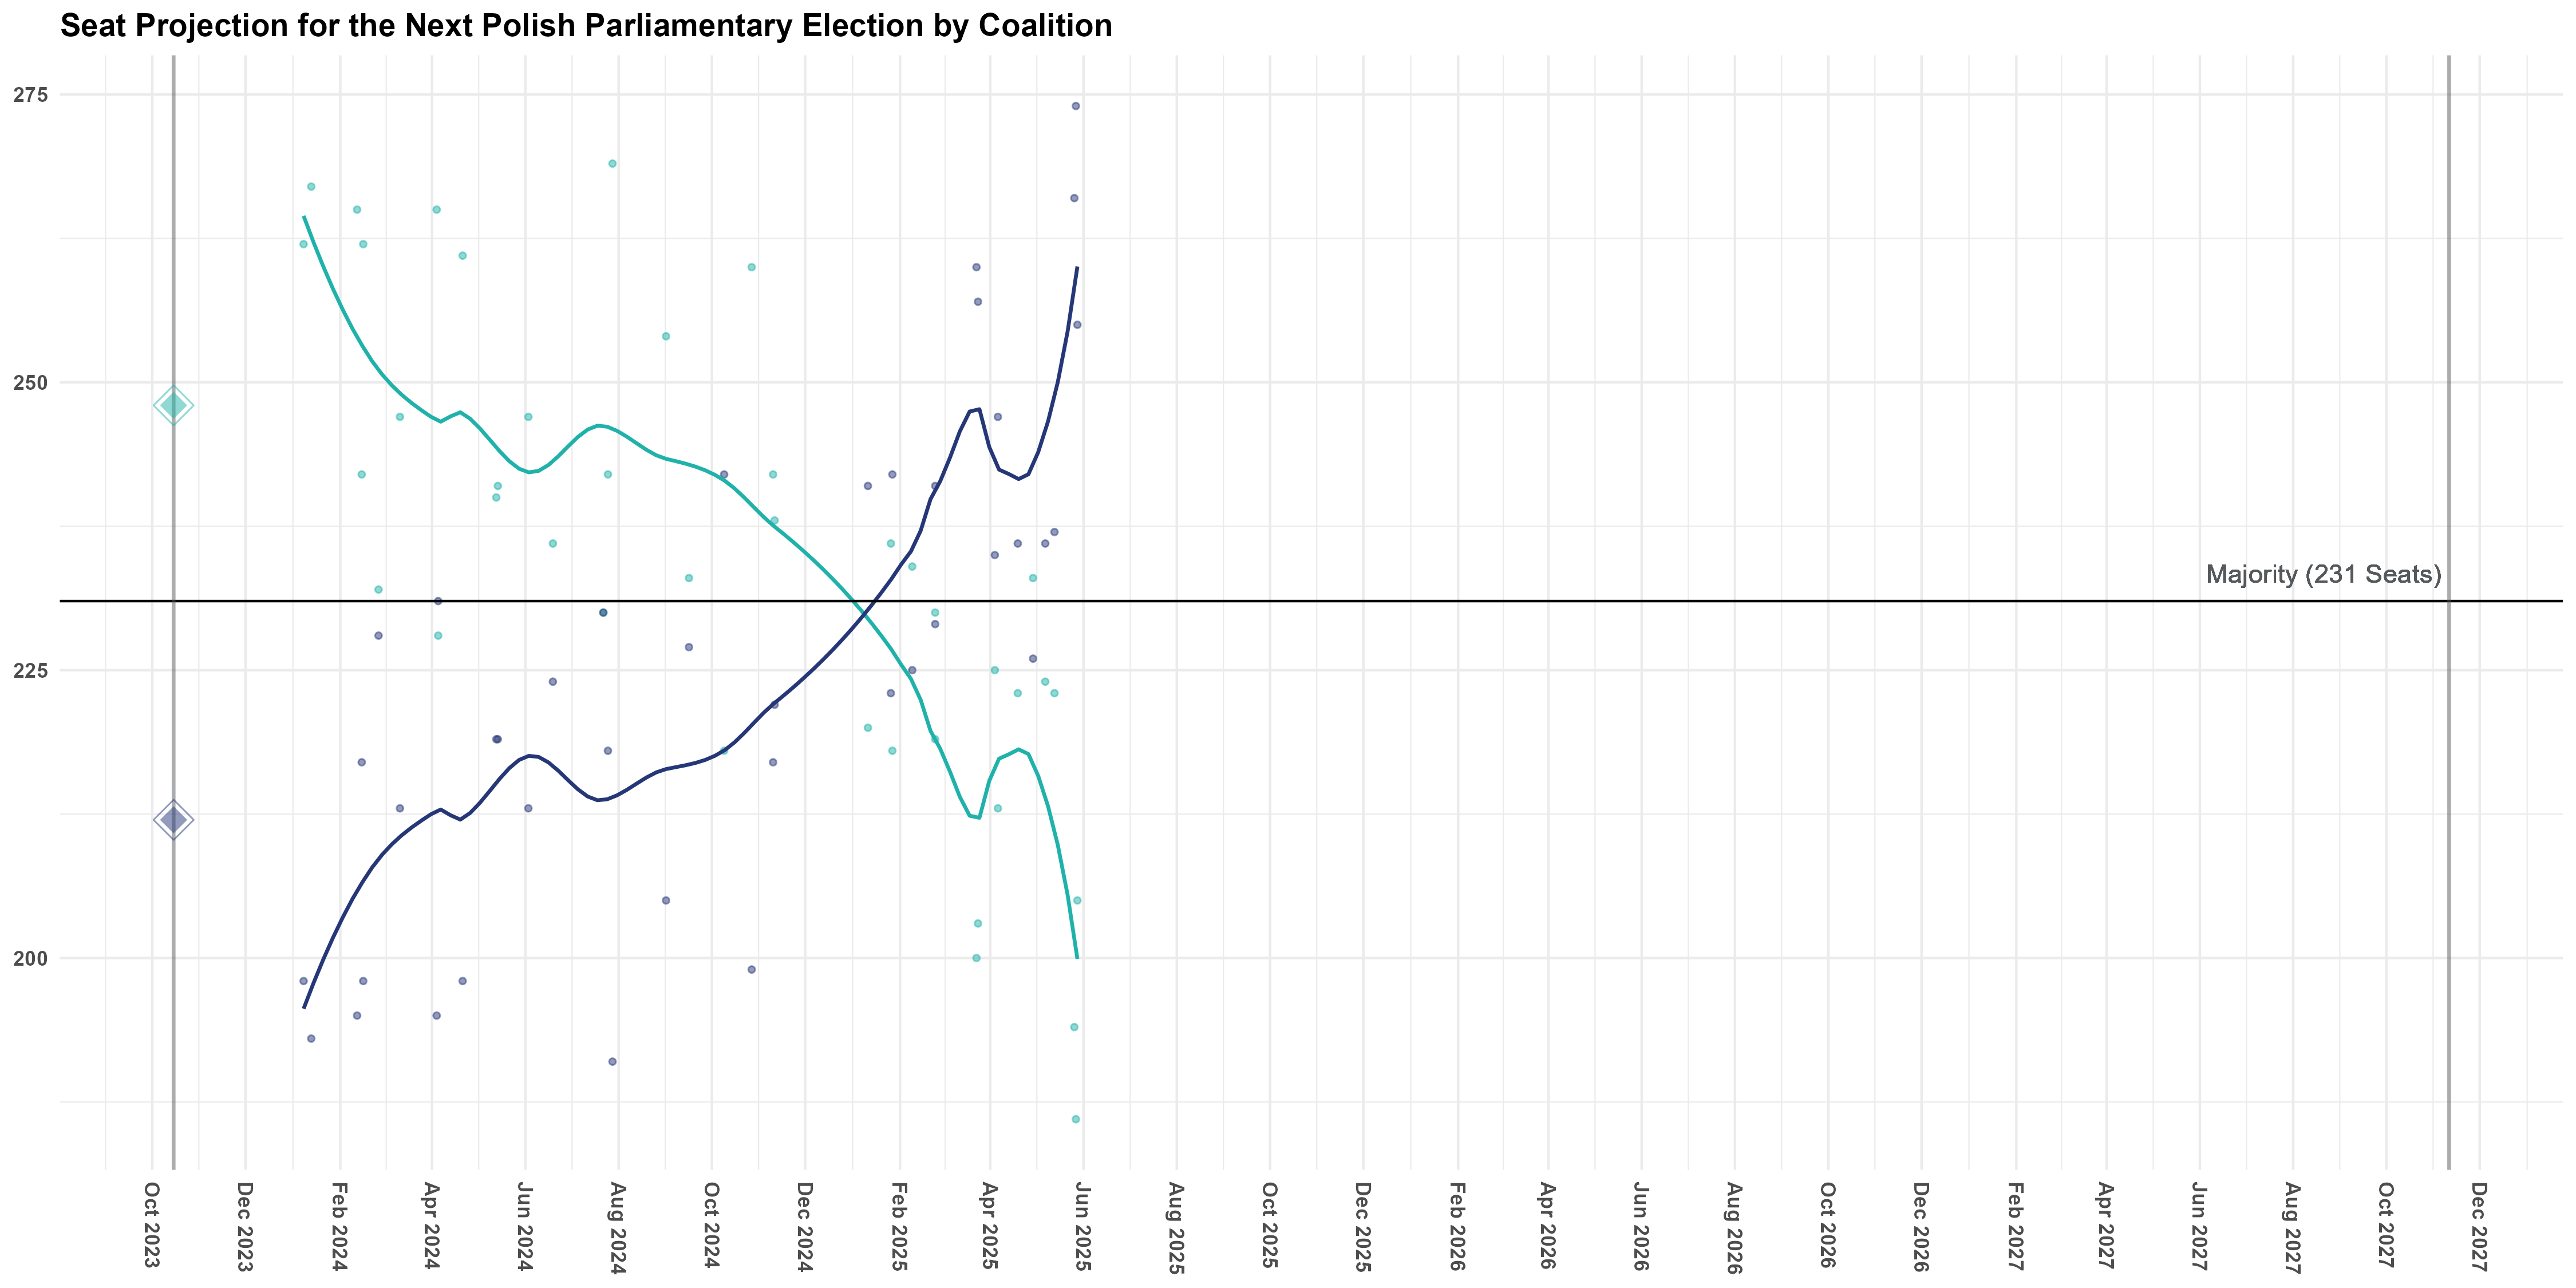 Seat Projection for the Next Polish Parliamentary Election by Coalition
275
250
225
200
Majority (231 Seats)
Oct 2023
Dec 2023
Feb 2024
Apr 2024
Jun 2024
Aug 2024
Oct 2024
Dec 2024
Feb 2025
Apr 2025
Jun 2025
Aug 2025
Oct 2025
Dec 2025
Feb 2026
Apr 2026
Jun 2026
Aug 2026
Oct 2026
Dec 2026
Feb 2027
Apr 2027
Jun 2027
Aug 2027
Oct 2027
Dec 2027